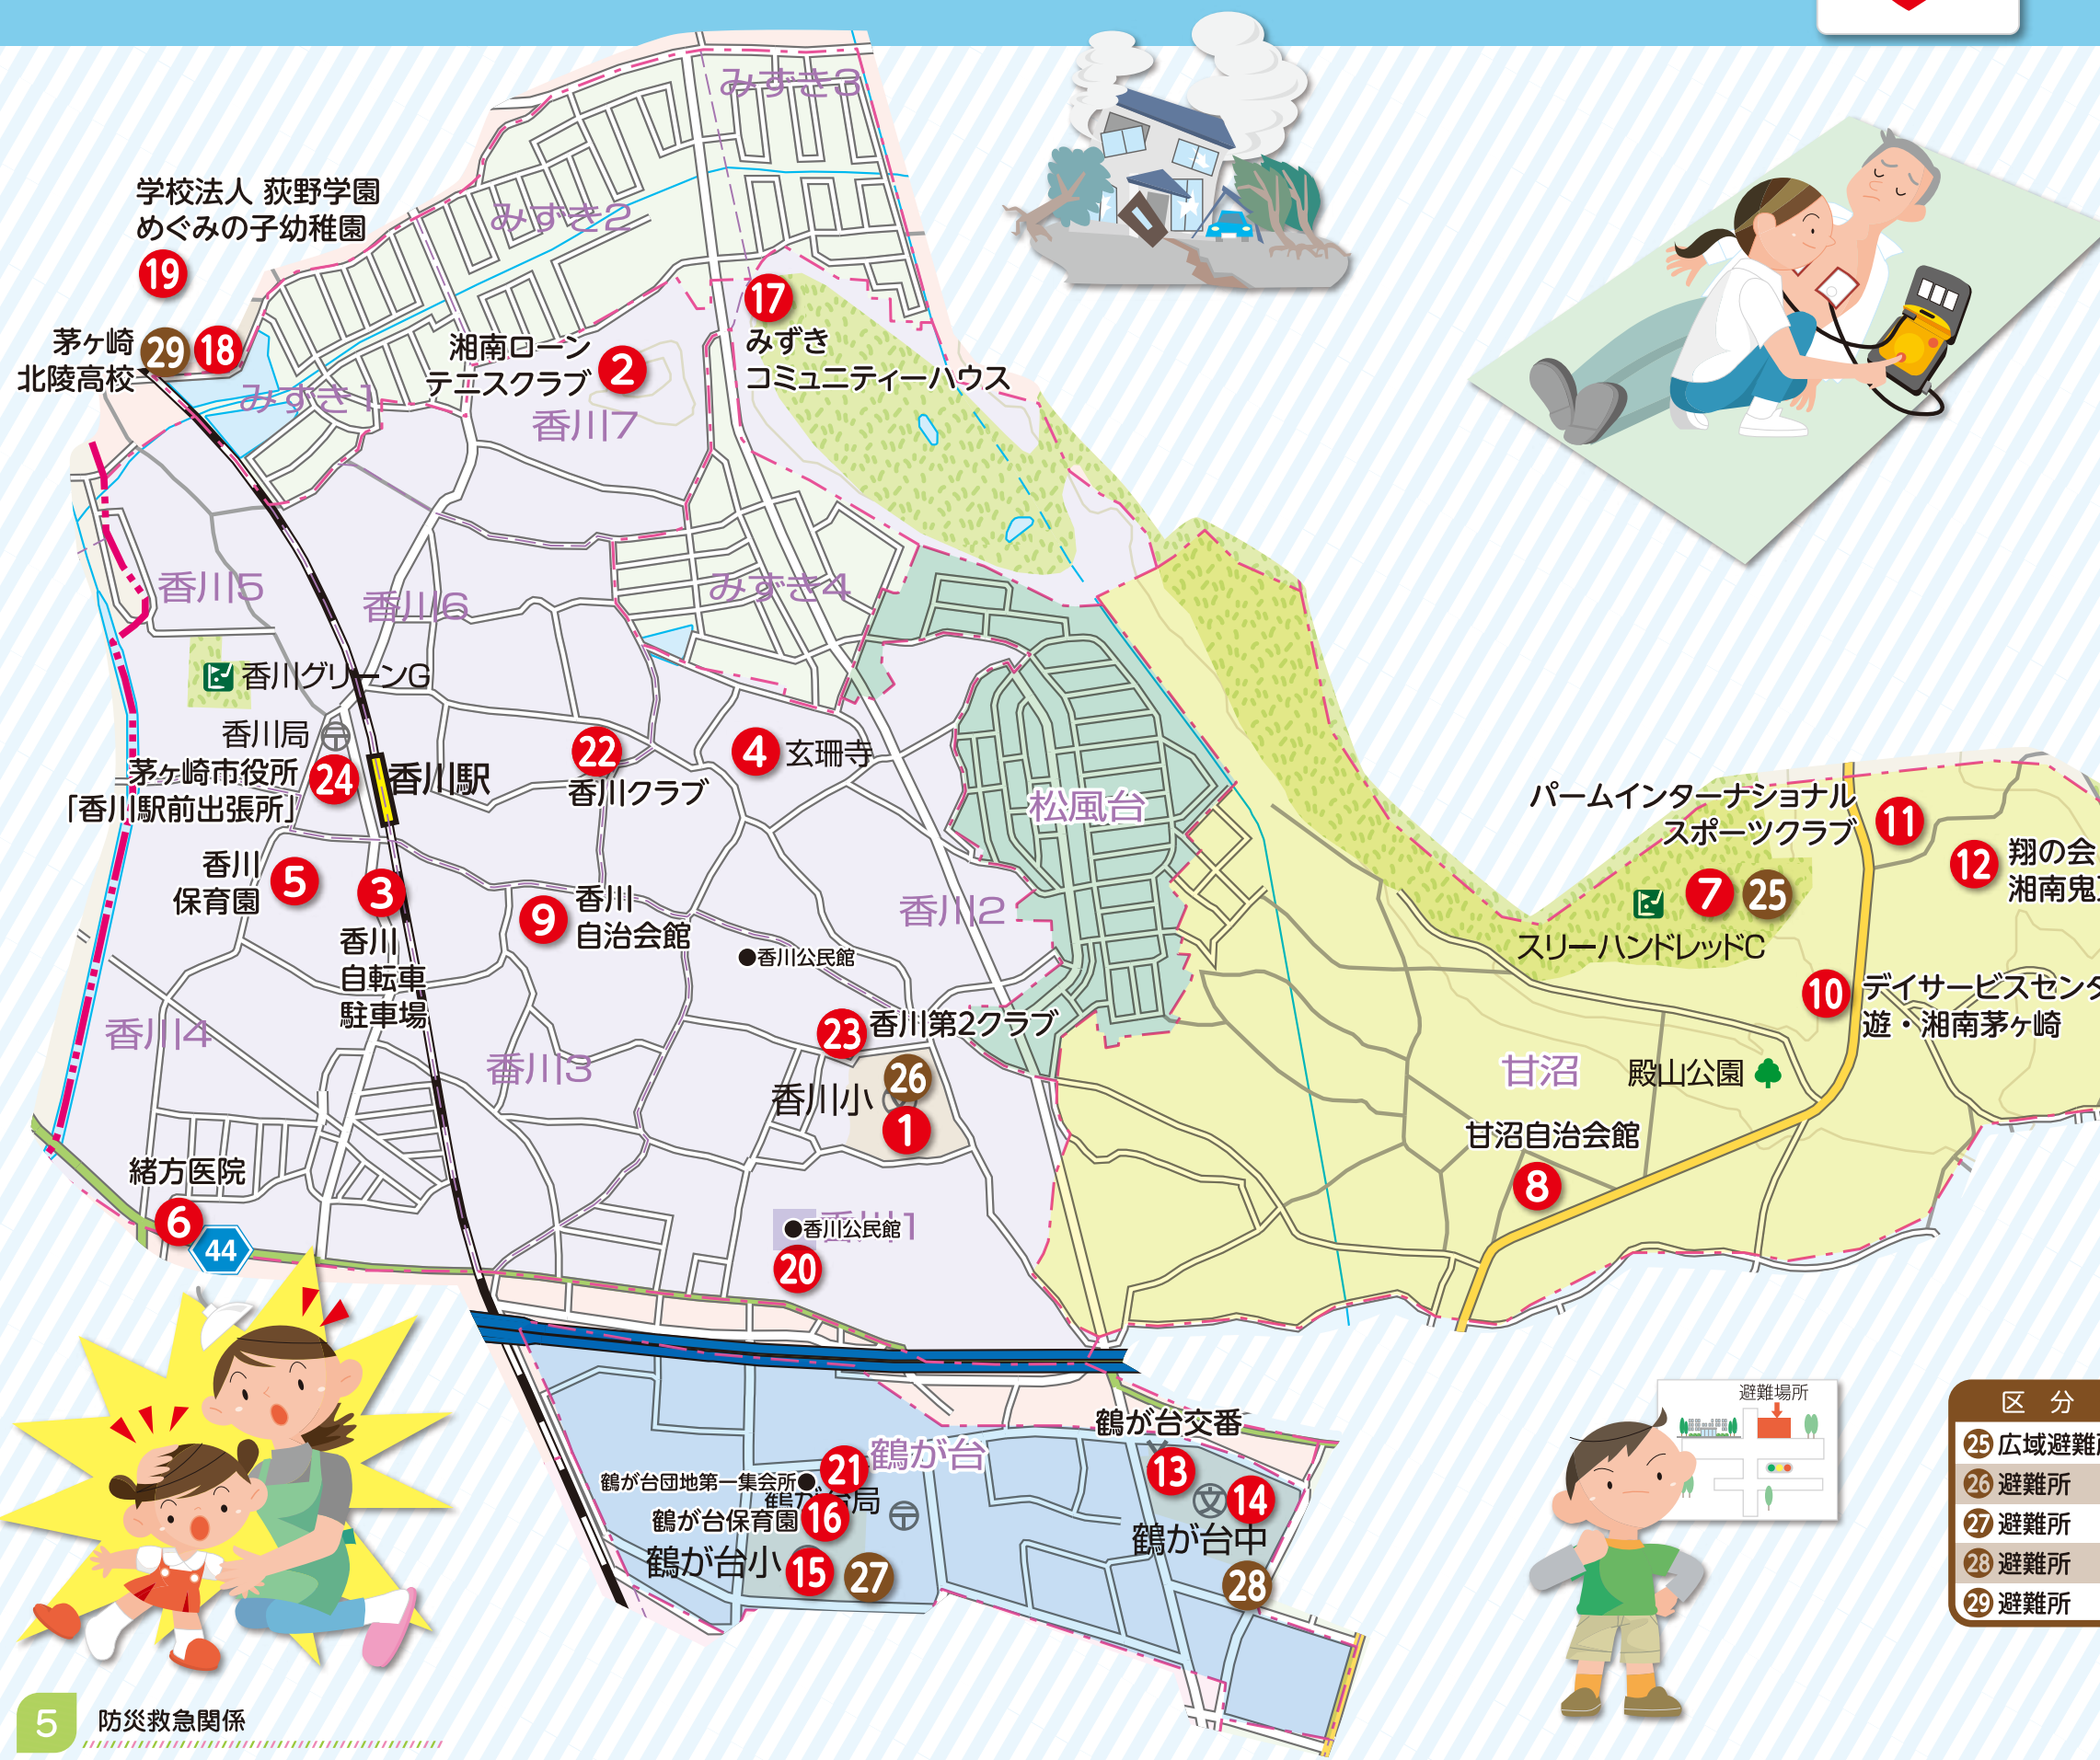 みずき3
学校法人 荻野学園
めぐみの子幼稚園
19
みずき2
17
みずき
コミュニティーハウス
茅ヶ崎
北陵高校
29
18
湘南ローン
テニスクラブ
2
みずき1
香川7
香川5
香川6
みずき4
香川グリーンG
香川局
茅ヶ崎市役所
「香川駅前出張所」
24
香川駅
22
香川クラブ
4
玄珊寺
松風台
パームインターナショナル
スポーツクラブ
11
12
翔の会
湘南鬼
香川
保育園
5
3
香川
自転車
駐車場
9
香川
自治会館
香川2
7
25
スリーハンドレッドC
●香川公民館
10
デイサービスセンタ
遊・湘南茅ヶ崎
香川4
香川3
23
香川第2クラブ
26
香川小
1
甘沼
殿山公園
甘沼自治会館
8
緒方医院
6
44
香川1
●香川公民館
20
避難場所
鶴が台交番
鶴が台
13
14
鶴が台中
28
鶴が台団地第一集会所●
21
鶴が台局
鶴が台保育園
16
鶴が台小
15
27
区 分
25 広域避難
26 避難所
27 避難所
28 避難所
29 避難所
5
防災救急関係